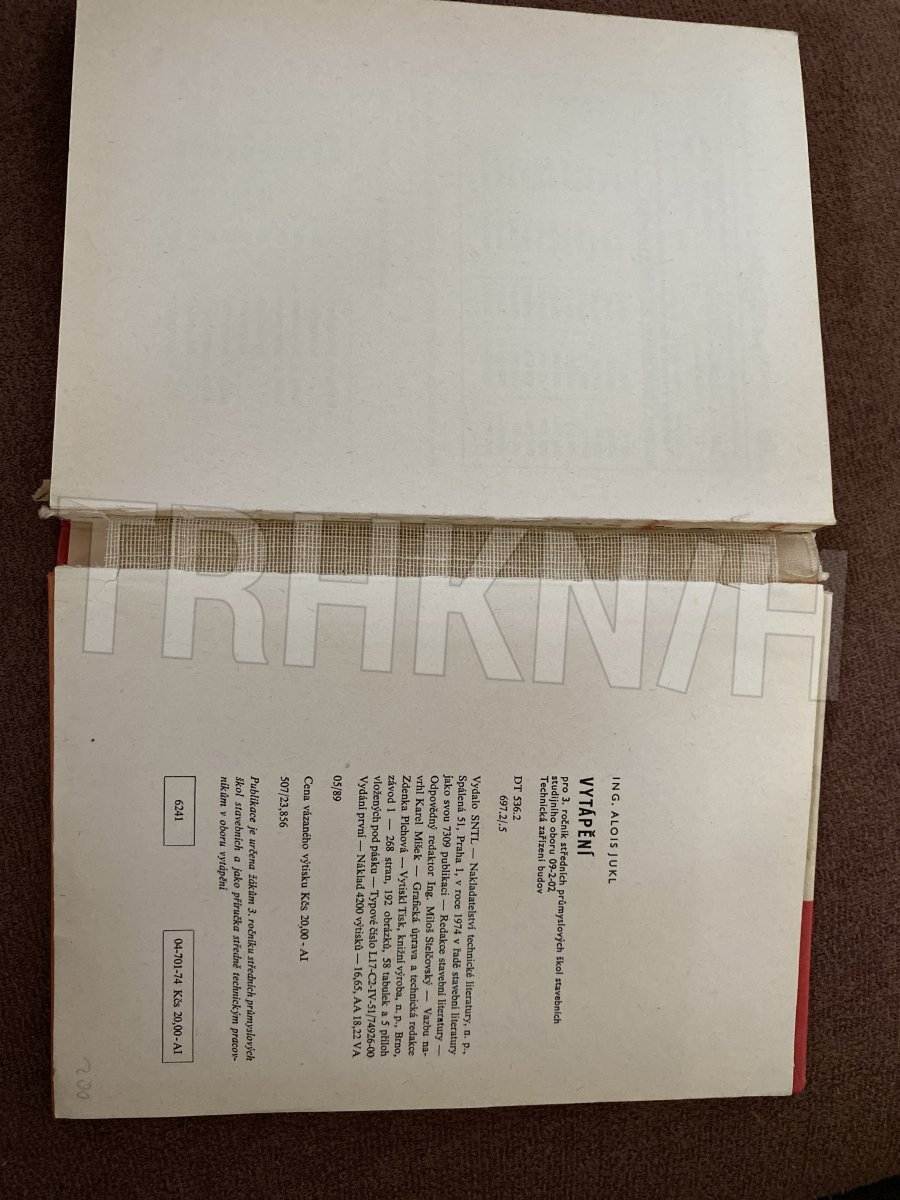 ING. ALOIS JUKL
VYTÁPĚNÍ
pro 3. ročník středních průmyslových škol stavebních
studijního oboru 09-2-02
Technická zařízení budov
DT 536.2
697.2/.5
Vydalo SNTL — Nakladatelství technické literatury, n. p.,
Spálená 51, Praha 1, v roce 1974 v řadě stavební literatury
jako svou 7309 publikaci — Redakce stavební literatury —
Odpovědný redaktor Ing. Miloš Stelčovský — Vazbu na-
vrhl Karel Míšek — Grafická úprava a technická redakce
Zdenka Pichová — Vytiskl Tisk, knižní výroba, n. p., Brno,
závod 1 — 268 stran, 192 obrázků, 58 tabulek a 5 příloh
vložených pod pásku — Typové číslo L17-C2-IV-51/74926-00
Vydání první — Náklad 4200 výtisků — 16,65, AA 18,22 VA
05/89
Cena vázaného výtisku Kčs 20,00 - AI
507/23,856
Publikace je určena žákům 3. ročníku středních průmyslových
škol stavebních a jako příručka středně technickým pracov-
níkům v oboru vytápění
6241
04-701-74 Kčs 20,00-AI
TRHKNIH